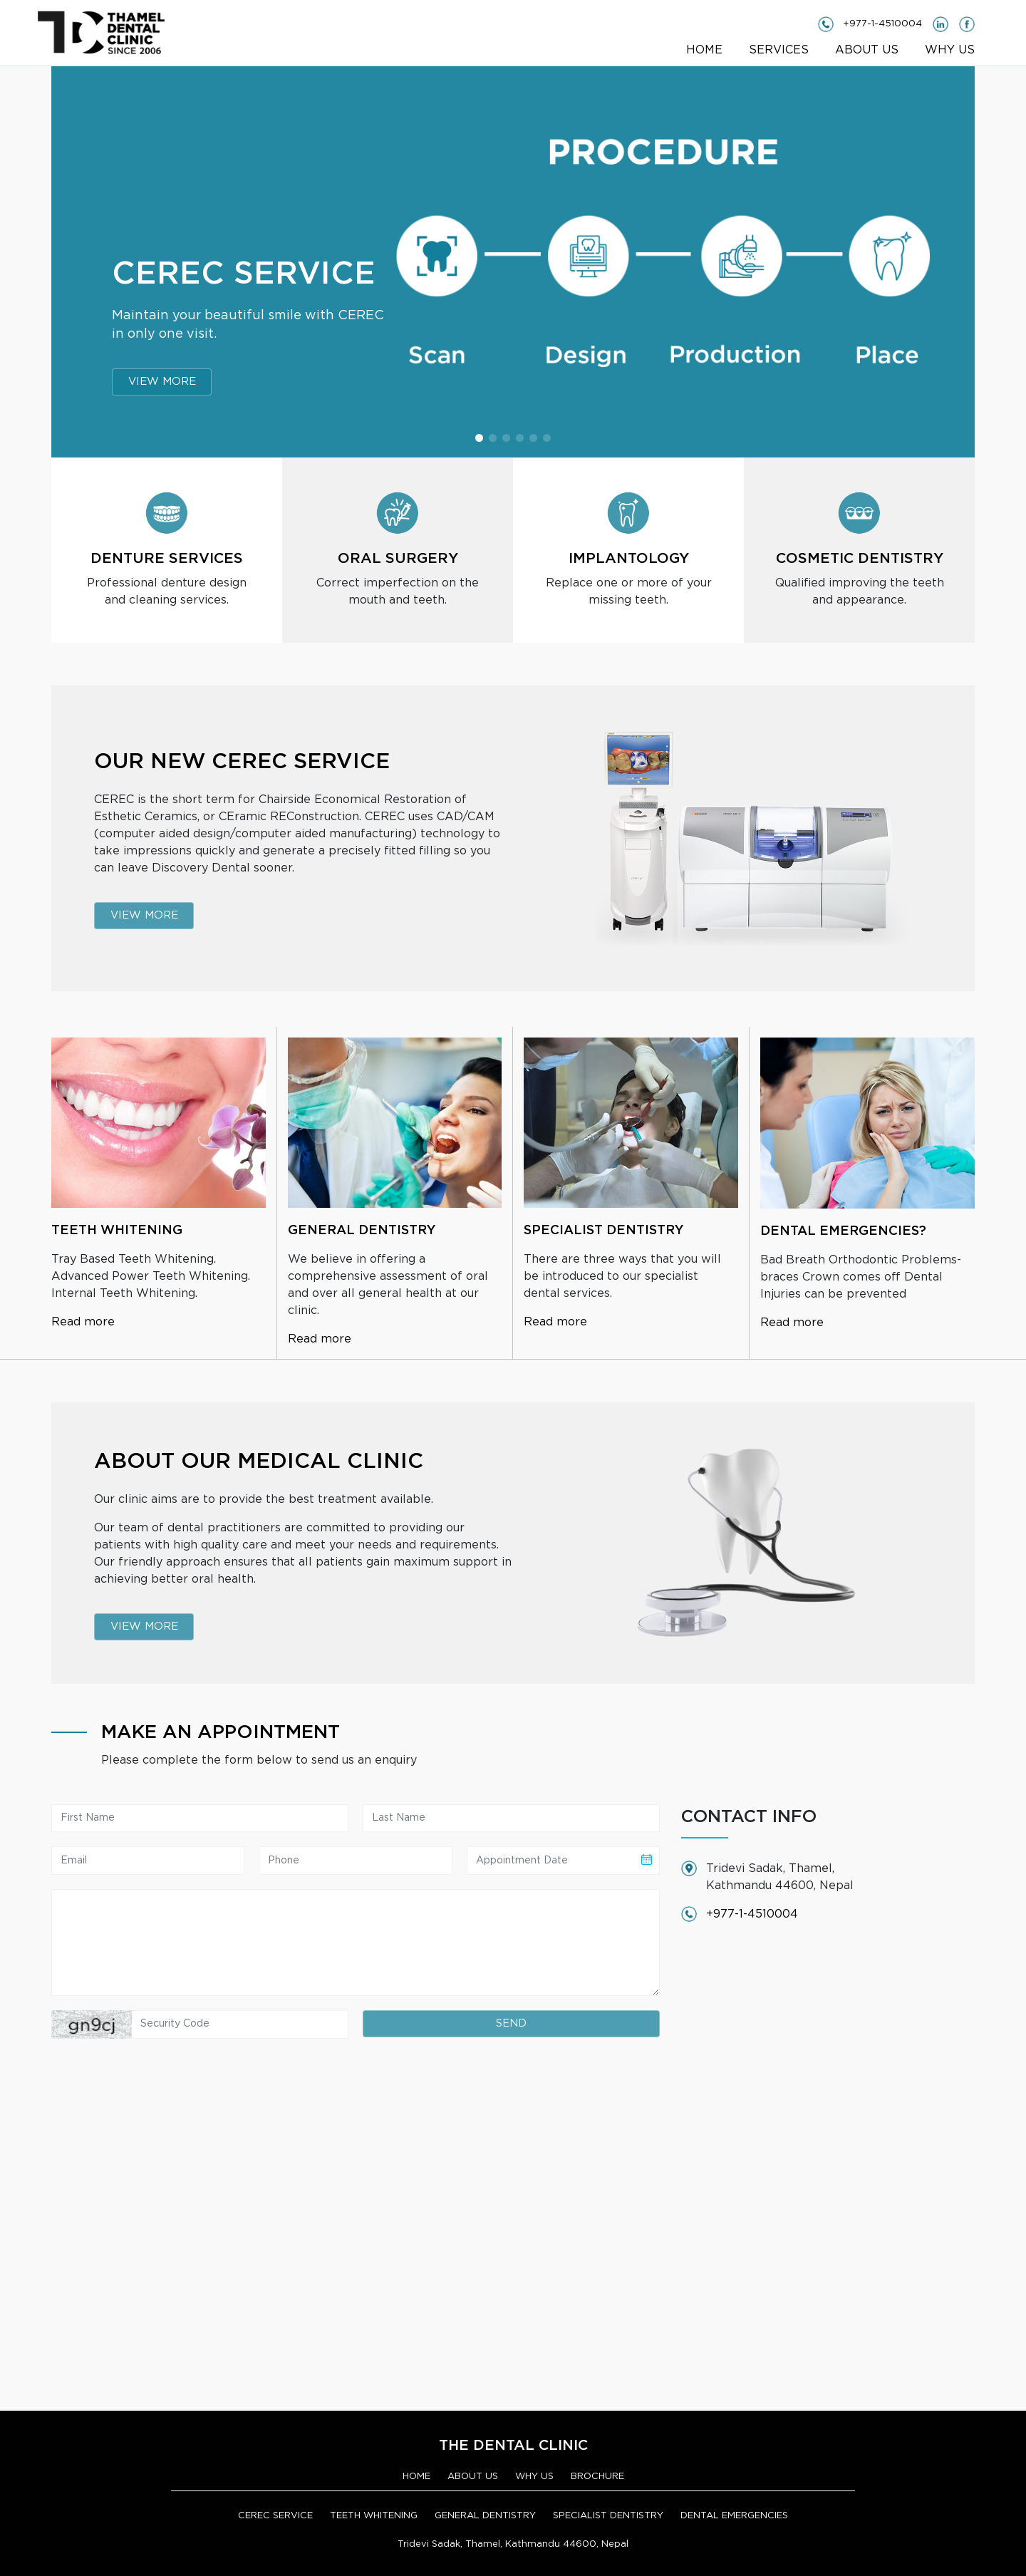 THAMEL
DENTAL
CLINIC
SINCE 2006
+977-1-4510004
HOME SERVICES ABOUT US WHY US
PROCEDURE
CEREC SERVICE
Maintain your beautiful smile with CEREC
in only one visit.
VIEW MORE
Scan Design Production Place
DENTURE SERVICES
Professional denture design
and cleaning services.
ORAL SURGERY
Correct imperfection on the
mouth and teeth.
IMPLANTOLOGY
Replace one or more of your
missing teeth.
COSMETIC DENTISTRY
Qualified improving the teeth
and appearance.
OUR NEW CEREC SERVICE
CEREC is the short term for Chairside Economical Restoration of
Esthetic Ceramics, or CEramic REConstruction. CEREC uses CAD/CAM
(computer aided design/computer aided manufacturing) technology to
take impressions quickly and generate a precisely fitted filling so you
can leave Discovery Dental sooner.
VIEW MORE
TEETH WHITENING
Tray Based Teeth Whitening.
Advanced Power Teeth Whitening.
Internal Teeth Whitening.
Read more
GENERAL DENTISTRY
We believe in offering a
comprehensive assessment of oral
and over all general health at our
clinic.
Read more
SPECIALIST DENTISTRY
There are three ways that you will
be introduced to our specialist
dental services.
Read more
DENTAL EMERGENCIES?
Bad Breath Orthodontic Problems-
braces Crown comes off Dental
Injuries can be prevented
Read more
ABOUT OUR MEDICAL CLINIC
Our clinic aims are to provide the best treatment available.
Our team of dental practitioners are committed to providing our
patients with high quality care and meet your needs and requirements.
Our friendly approach ensures that all patients gain maximum support in
achieving better oral health.
VIEW MORE
MAKE AN APPOINTMENT
Please complete the form below to send us an enquiry
First Name Last Name
Email Phone Appointment Date
gn9cj Security Code SEND
CONTACT INFO
Tridevi Sadak, Thamel,
Kathmandu 44600, Nepal
+977-1-4510004
THE DENTAL CLINIC
HOME ABOUT US WHY US BROCHURE
CEREC SERVICE TEETH WHITENING GENERAL DENTISTRY SPECIALIST DENTISTRY DENTAL EMERGENCIES
Tridevi Sadak, Thamel, Kathmandu 44600, Nepal